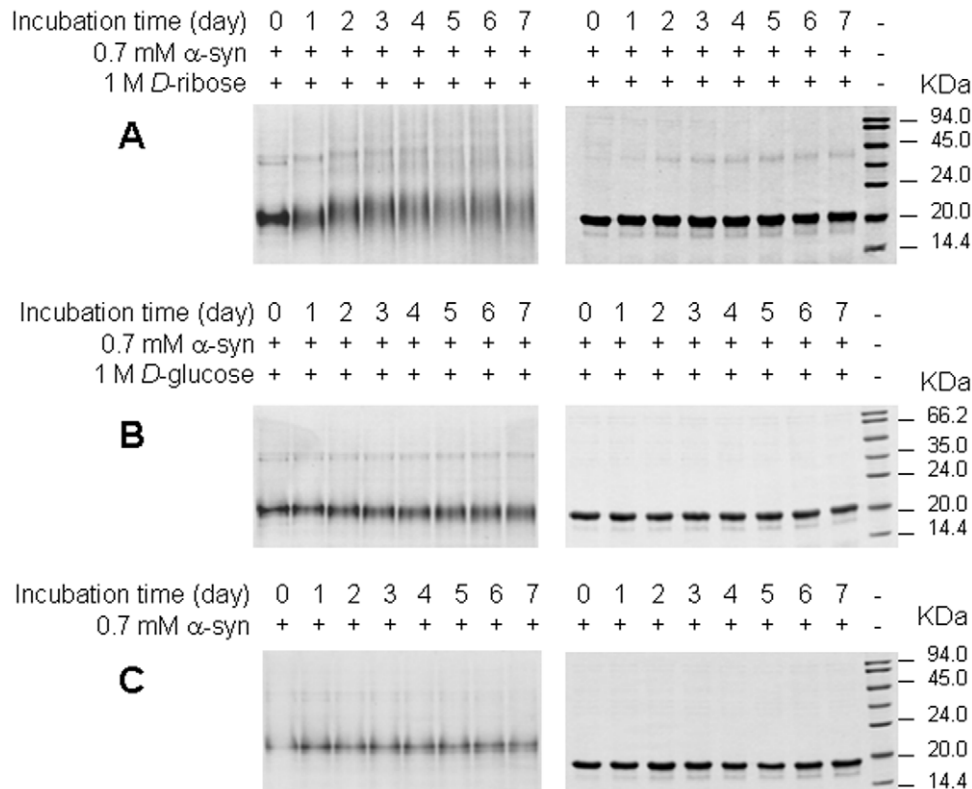 Incubation time (day) 0 1 2 3 4 5 6 7 0 1 2 3 4 5 6 7 -
0.7 mM α-syn + + + + + + + + + + + + + + + + -
1 M D-ribose + + + + + + + + + + + + + + + + - KDa
A
94.0
45.0
24.0
20.0
14.4
Incubation time (day) 0 1 2 3 4 5 6 7 0 1 2 3 4 5 6 7 -
0.7 mM α-syn + + + + + + + + + + + + + + + + -
1 M D-glucose + + + + + + + + + + + + + + + + - KDa
B
66.2
35.0
24.0
20.0
14.4
Incubation time (day) 0 1 2 3 4 5 6 7 0 1 2 3 4 5 6 7 -
0.7 mM α-syn + + + + + + + + + + + + + + + + - KDa
C
94.0
45.0
24.0
20.0
14.4